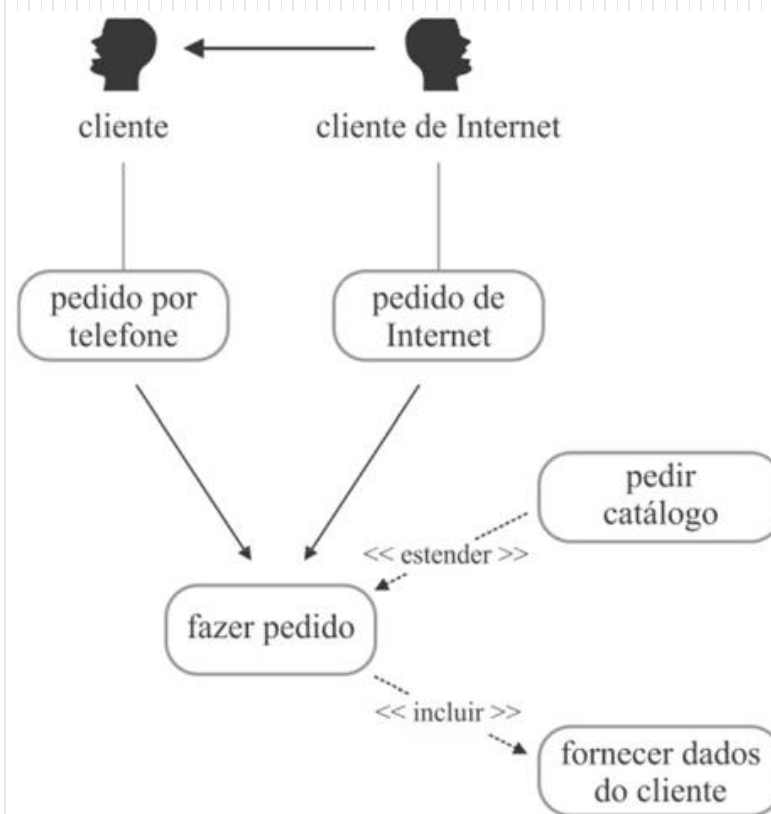 cliente
cliente de Internet
pedido por
telefone
pedido de
Internet
pedir
catálogo
<< estender >>
fazer pedido
<< incluir >>
fornecer dados
do cliente